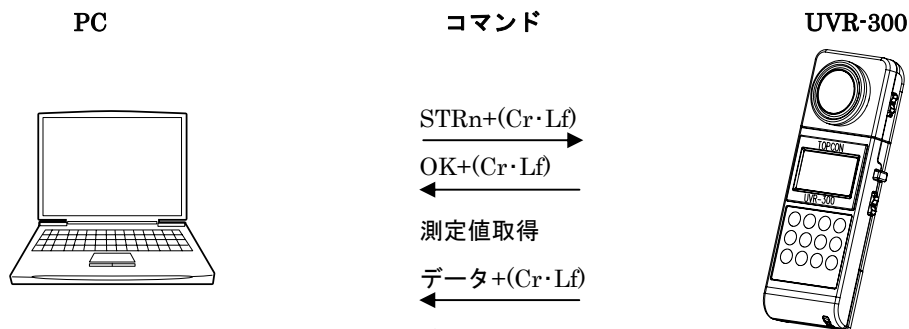 PC
コマンド
UVR-300
STRn+(Cr・Lf)
OK+(Cr・Lf)
測定値取得
データ+(Cr・Lf)
TOPCON
UVR-300